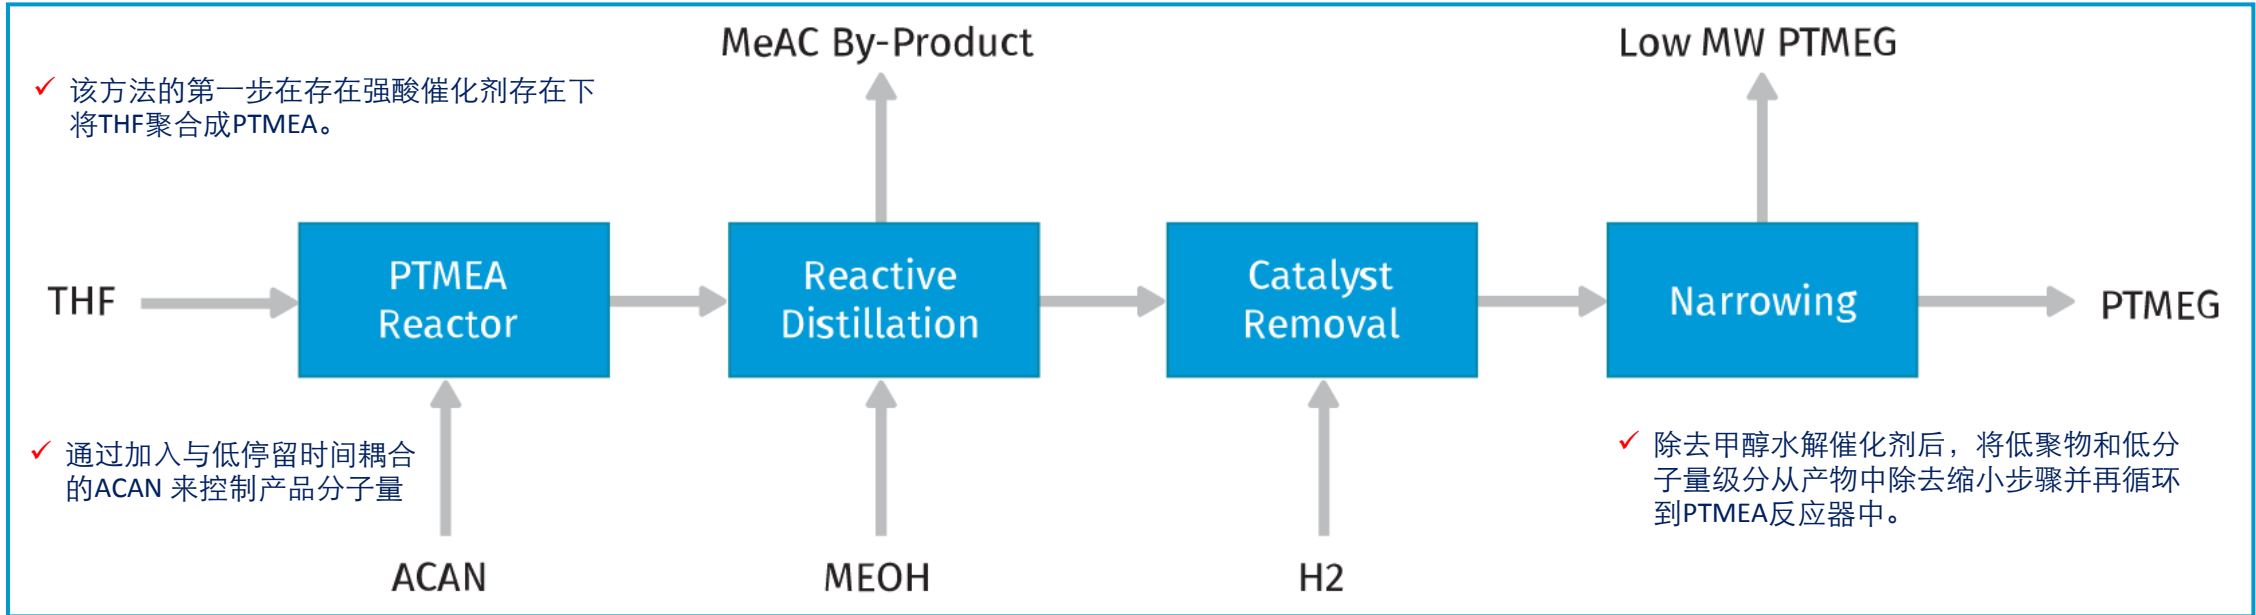 MeAC By-Product
Low MW PTMEG
该方法的第一步在存在强酸催化剂存在下
将THF聚合成PTMEA。
THF
PTMEA
Reactor
Reactive
Distillation
Catalyst
Removal
Narrowing
PTMEG
通过加入与低停留时间耦合
的ACAN 来控制产品分子量
除去甲醇水解催化剂后，将低聚物和低分
子量级分从产物中除去缩小步骤并再循环
到PTMEA反应器中。
ACAN
MEOH
H2